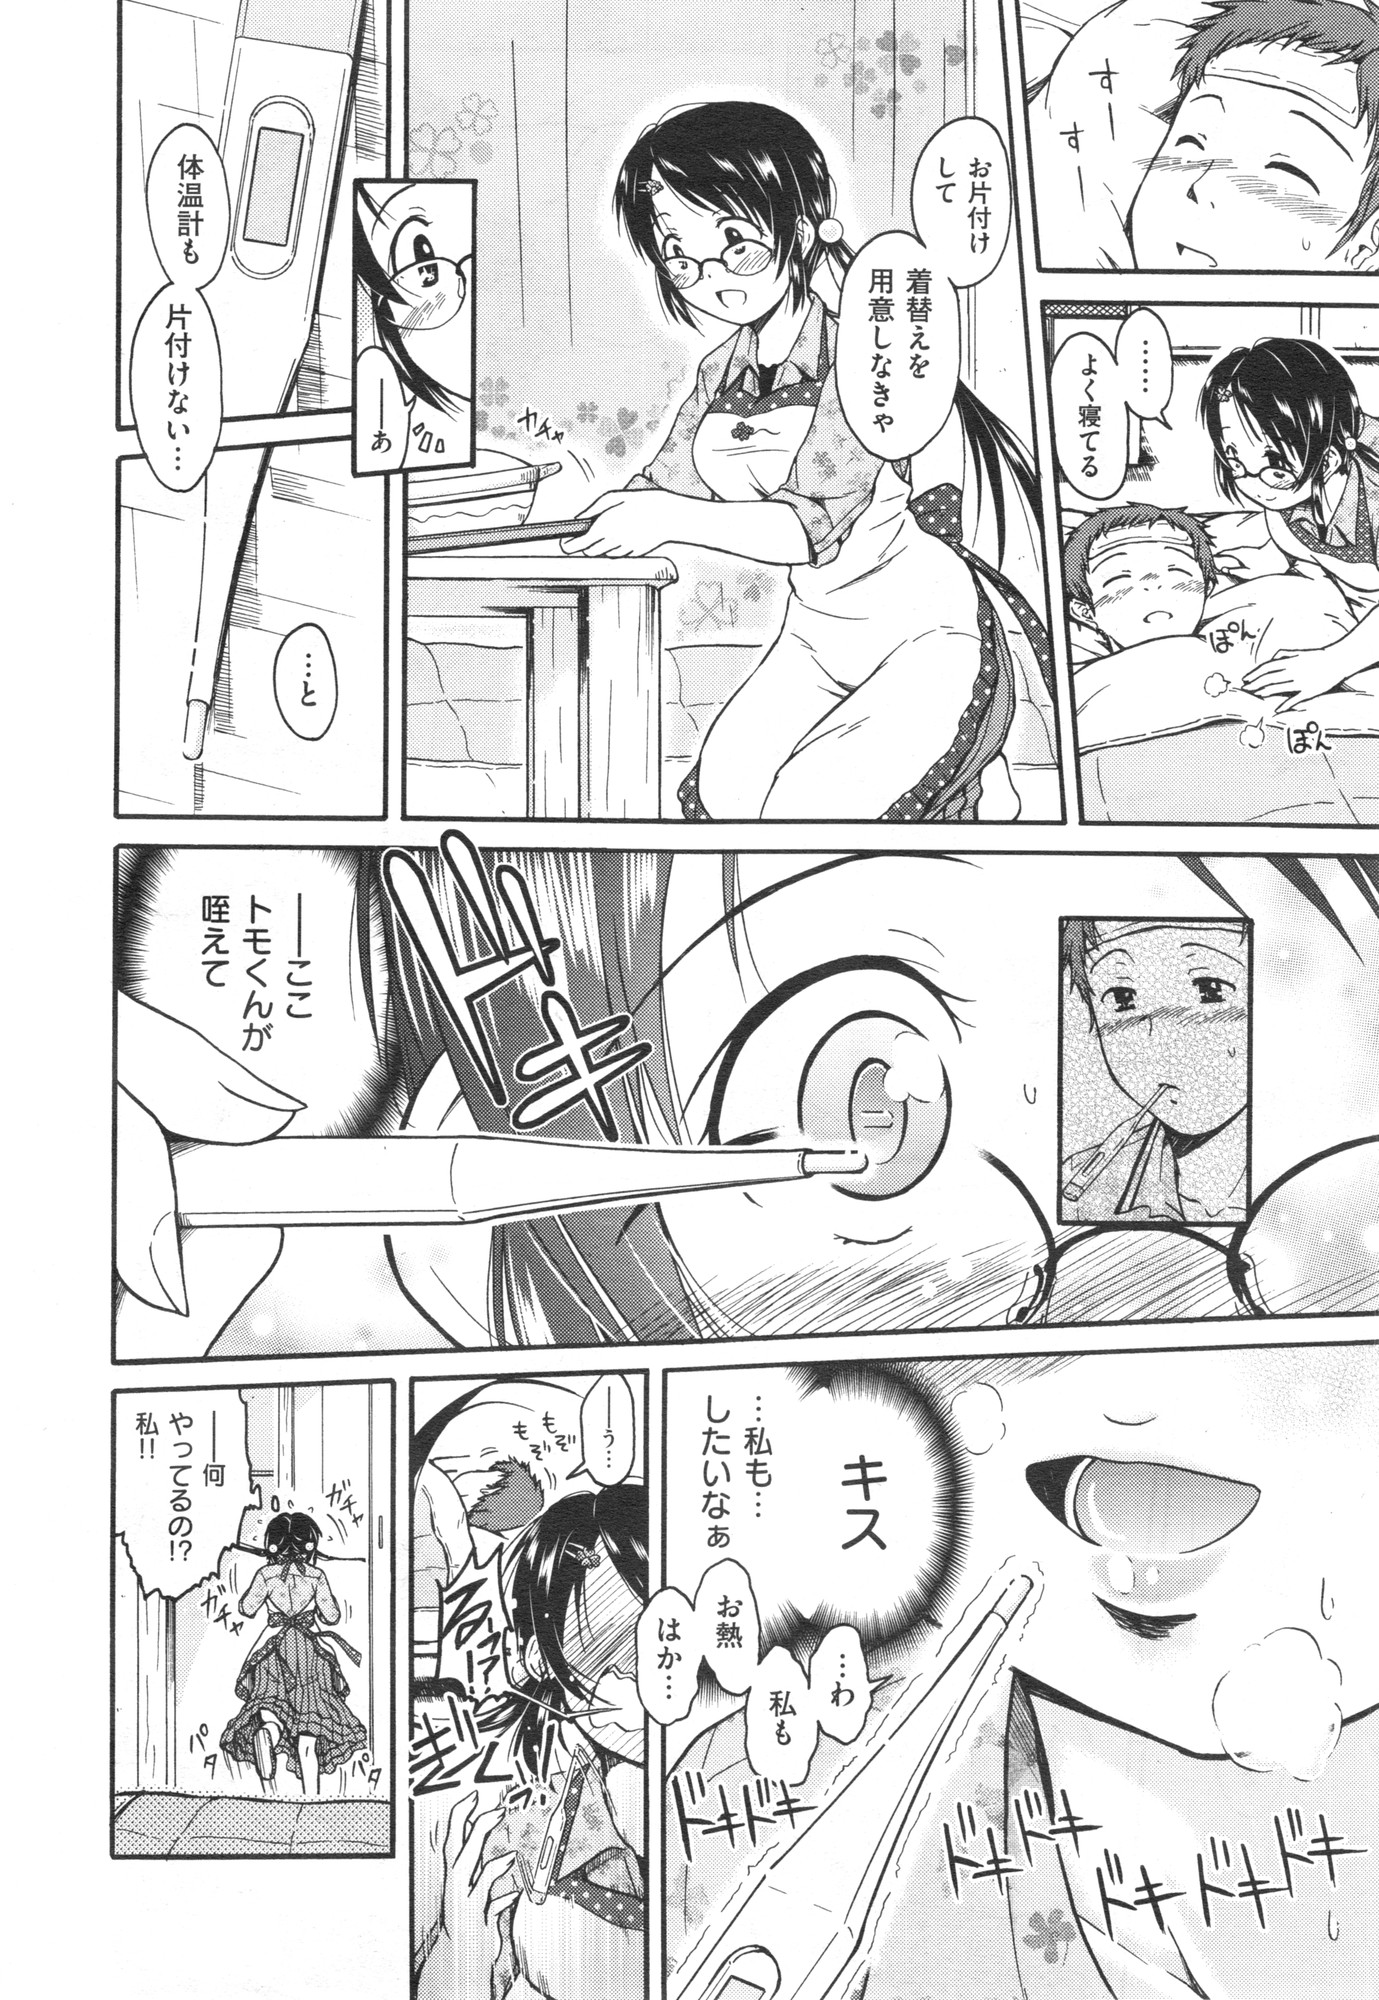 すー
すー
……
よく寝てる
ぽん
ぽん
お片付け
して
着替えを
用意しなきゃ
ガチャ
――あ
体温計も
片付けない…
…と
ドキ
――ここ
トモくんが
咥えて
キス
…私も…
したいなぁ
…わ
私も
お熱
はか…
ドキ
ドキ
ドキ
ドキ
ドキ
ドキ
ドキ
――う…
もぞ
もぞ
――何
やってるの!?
私!!
ガチャ
ガチャ
パタ
パタ